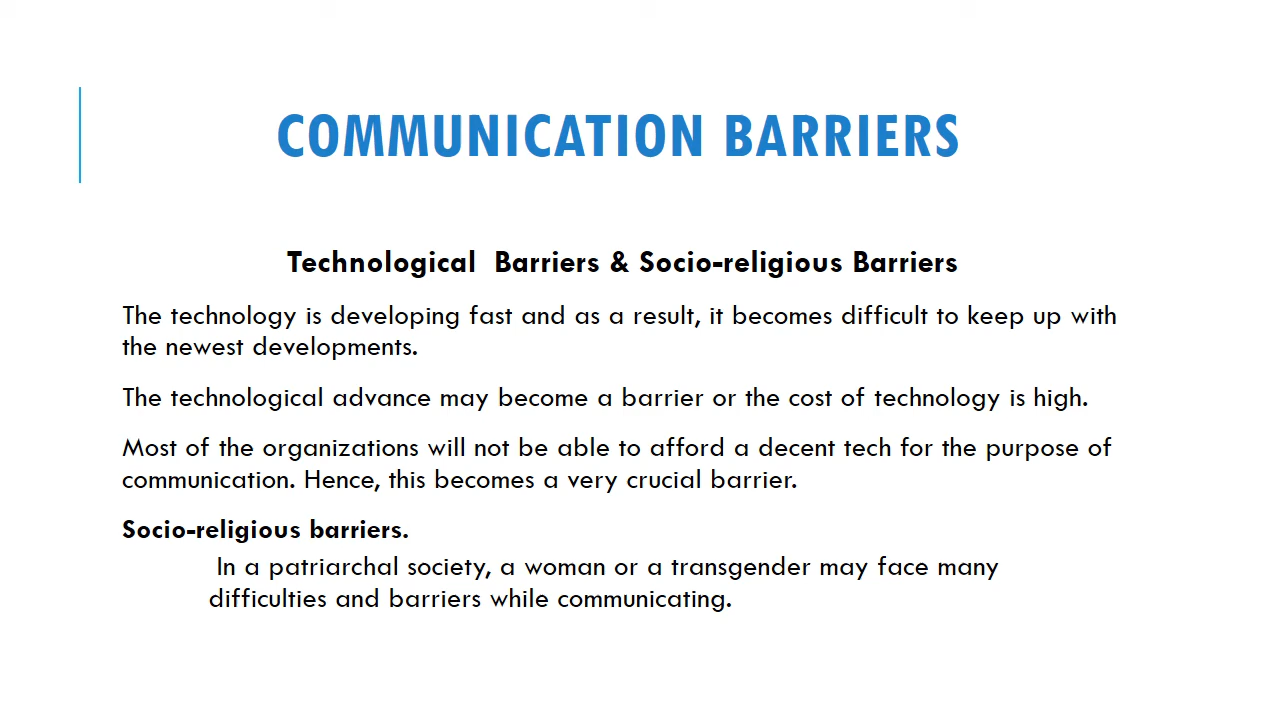 COMMUNICATION BARRIERS
Technological  Barriers & Socio-religious Barriers
The technology is developing fast and as a result, it becomes difficult to keep up with
the newest developments.
The technological advance may become a barrier or the cost of technology is high.
Most of the organizations will not be able to afford a decent tech for the purpose of
communication. Hence, this becomes a very crucial barrier.
Socio-religious barriers.
In a patriarchal society, a woman or a transgender may face many
difficulties and barriers while communicating.